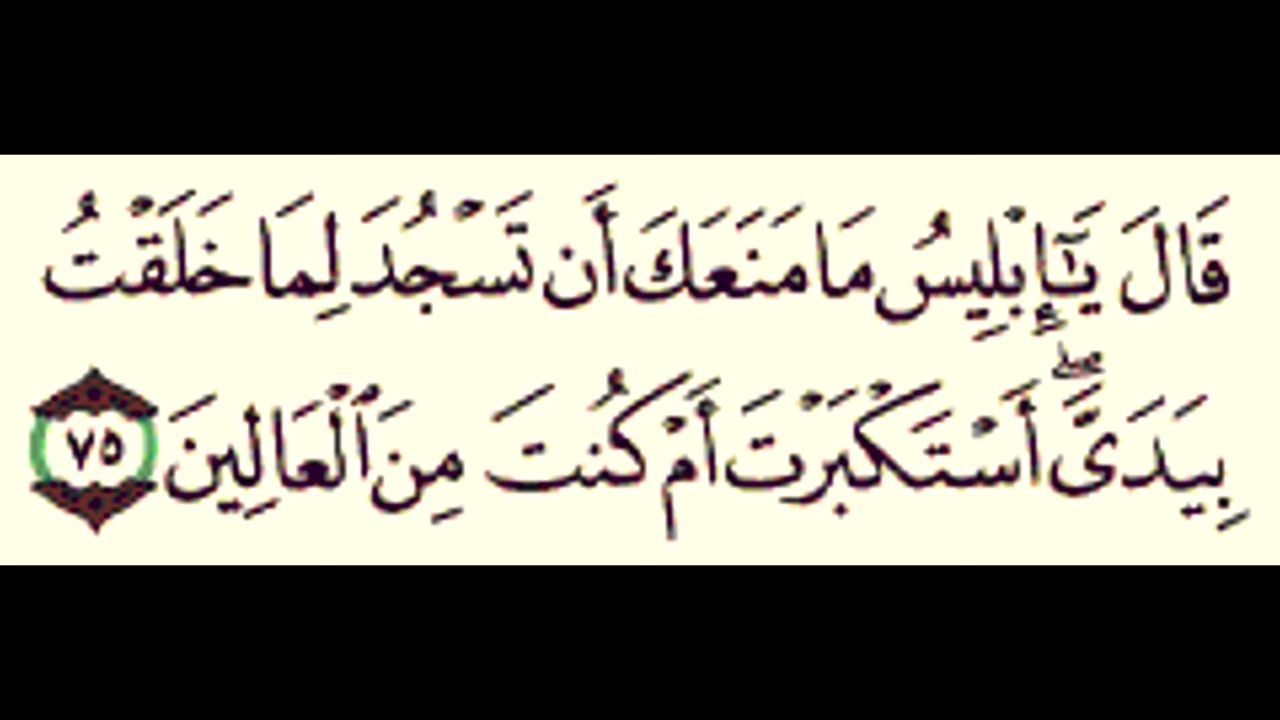 قَالَ يَٰٓإِبْلِيسُ مَا مَنَعَكَ أَن تَسْجُدَ لِمَا خَلَقْتُ
بِيَدَىَّ ۖ أَسْتَكْبَرْتَ أَمْ كُنتَ مِنَ ٱلْعَالِينَ ٧٥